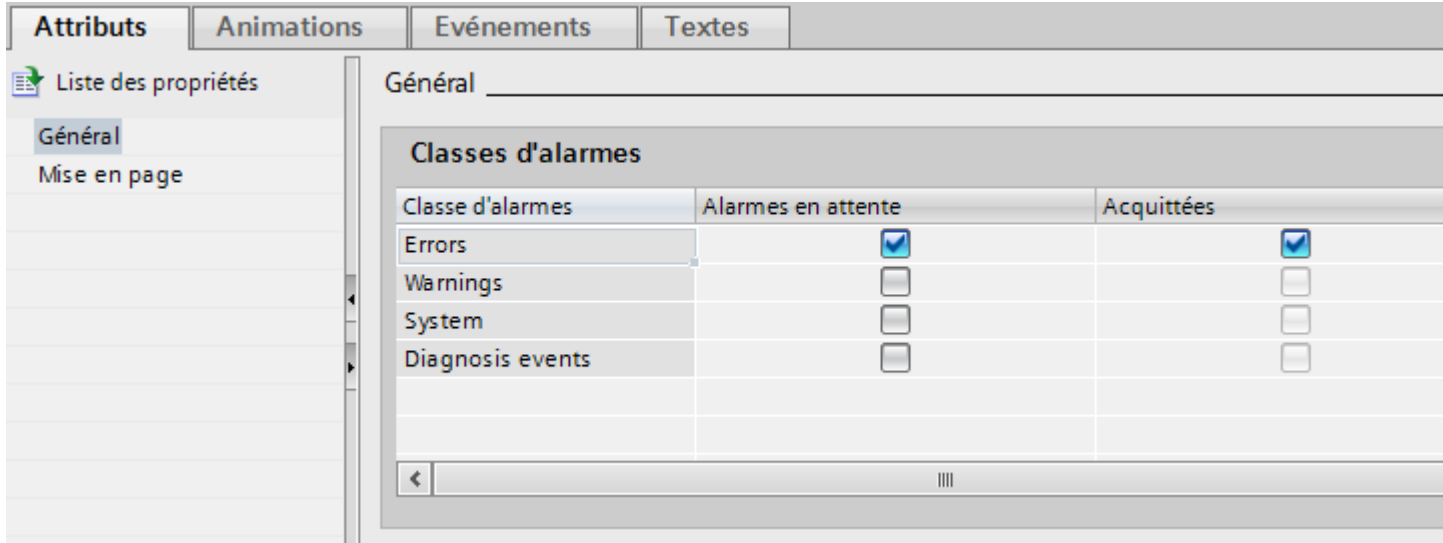 Attributs Animations Evénements Textes
Liste des propriétés
Général
Mise en page
Général
Classes d'alarmes
Classe d'alarmes Alarmes en attente Acquittées
Errors
Warnings
System
Diagnosis events